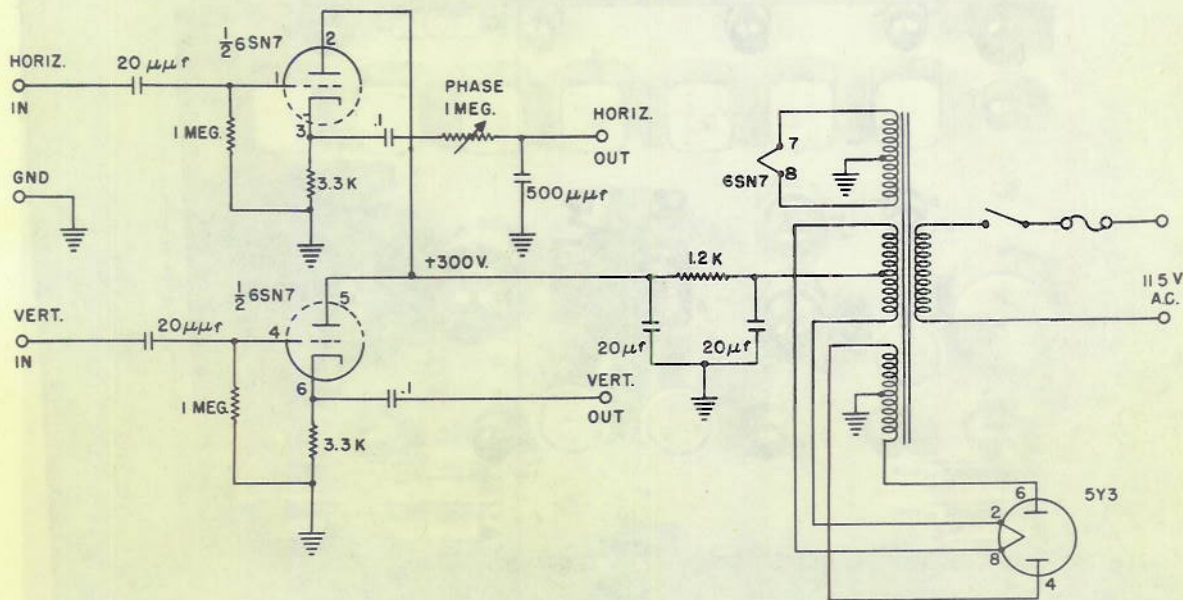 ½ 6SN7
2
HORIZ.
IN
20 μμf
1
1 MEG.
3
3.3 K
.1
PHASE
1 MEG.
HORIZ.
OUT
500 μμf
GND
+300 V.
½ 6SN7
5
VERT.
IN
20 μμf
4
1 MEG.
6
3.3 K
.1
VERT.
OUT
1.2 K
20 μf
20 μf
7
8
6SN7
115 V.
A.C.
6
5Y3
2
8
4